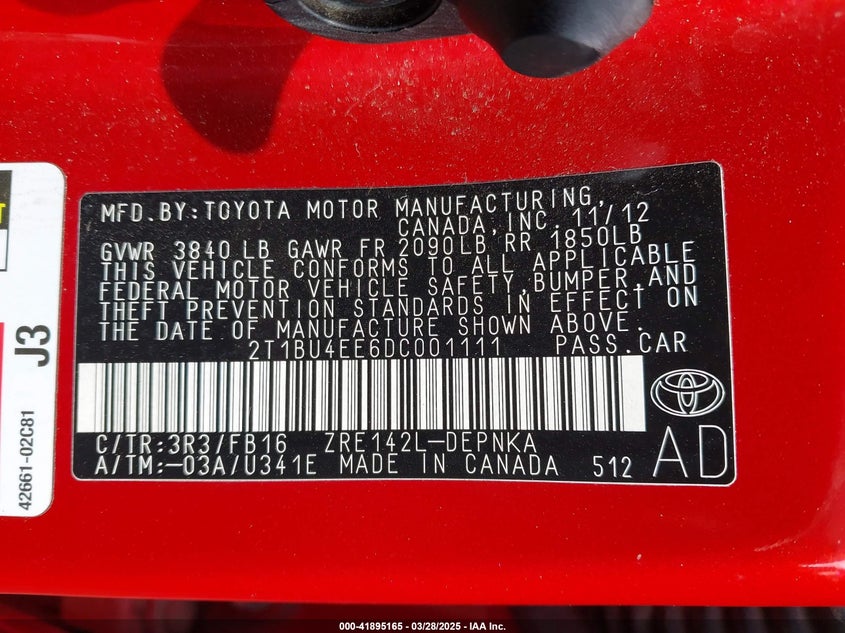 MFD.BY:TOYOTA MOTOR MANUFACTURING,
CANADA,INC. 11/12
GVWR 3840 LB GAWR FR 2090LB RR 1850LB
THIS VEHICLE CONFORMS TO ALL APPLICABLE
FEDERAL MOTOR VEHICLE SAFETY,BUMPER,AND
THEFT PREVENTION STANDARDS IN EFFECT ON
THE DATE OF MANUFACTURE SHOWN ABOVE.
2T1BU4EE6DC001111 PASS.CAR
C/TR:3R3/FB16 ZRE142L-DEPNKA
A/TM:-03A/U341E MADE IN CANADA 512
AD
J3
42661-02C81
000-41895165 | 03/28/2025 - IAA Inc.